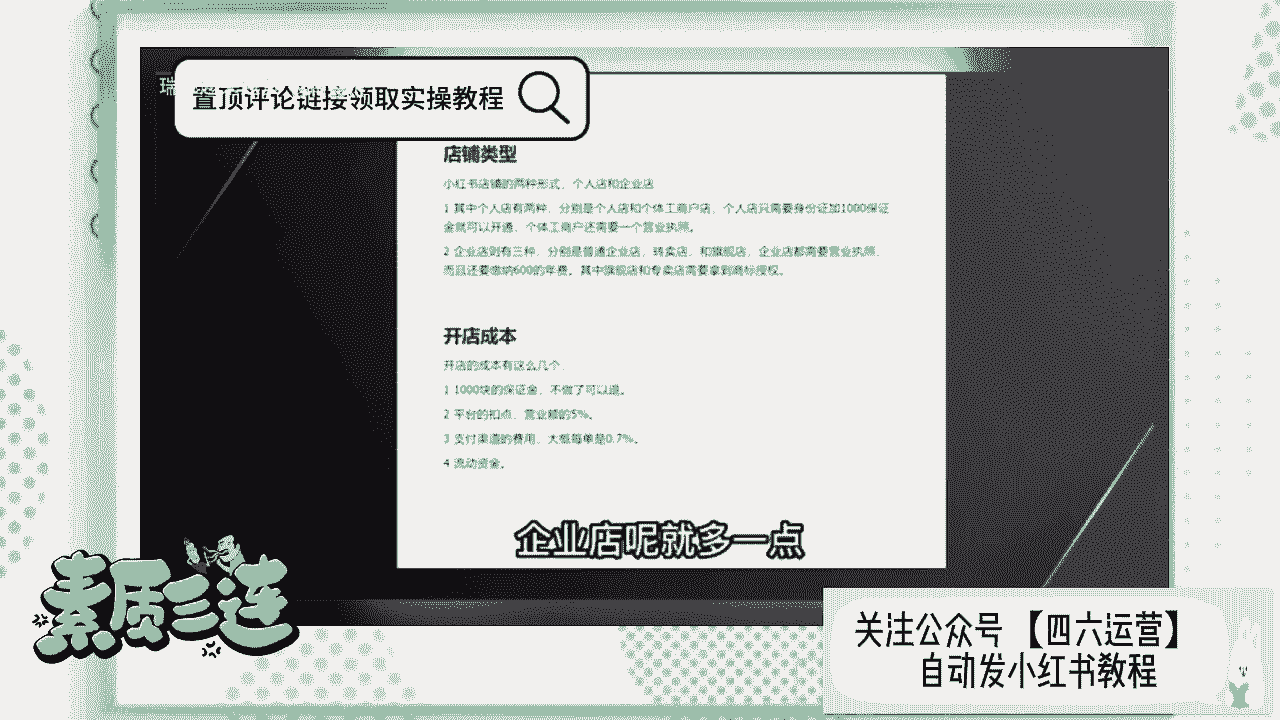 瑞
置顶评论链接领取实操教程
店铺类型
小红书店铺的两种形式，个人店和企业店
1 其中个人店有两种，分别是个人店和个体工商户店，个人店只需要身份证加1000保证
金就可以开通，个体工商户还需要一个营业执照。
2 企业店则有三种，分别是普通企业店，专卖店，和旗舰店，企业店都需要营业执照，
而且还要缴纳600的年费。其中旗舰店和专卖店需要拿到商标授权。
开店成本
开店的成本有这么几个，
1 1000块的保证金，不做了可以退。
2 平台的扣点，营业额的5%。
3 支付渠道的费用，大概每单是0.7%。
4 流动资金。
企业店呢就多一点
素质三连
关注公众号【四六运营】
自动发小红书教程